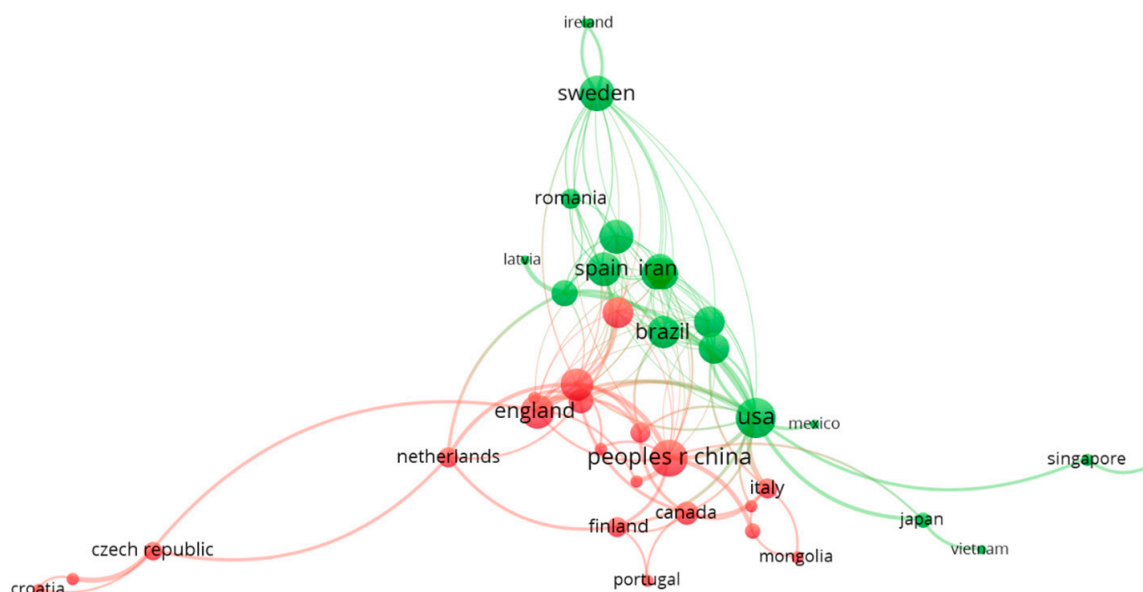 ireland
sweden
romania
latvia
spain
iran
brazil
england
usa
mexico
netherlands
peoples r china
singapore
italy
canada
japan
finland
czech republic
vietnam
mongolia
portugal
croatia